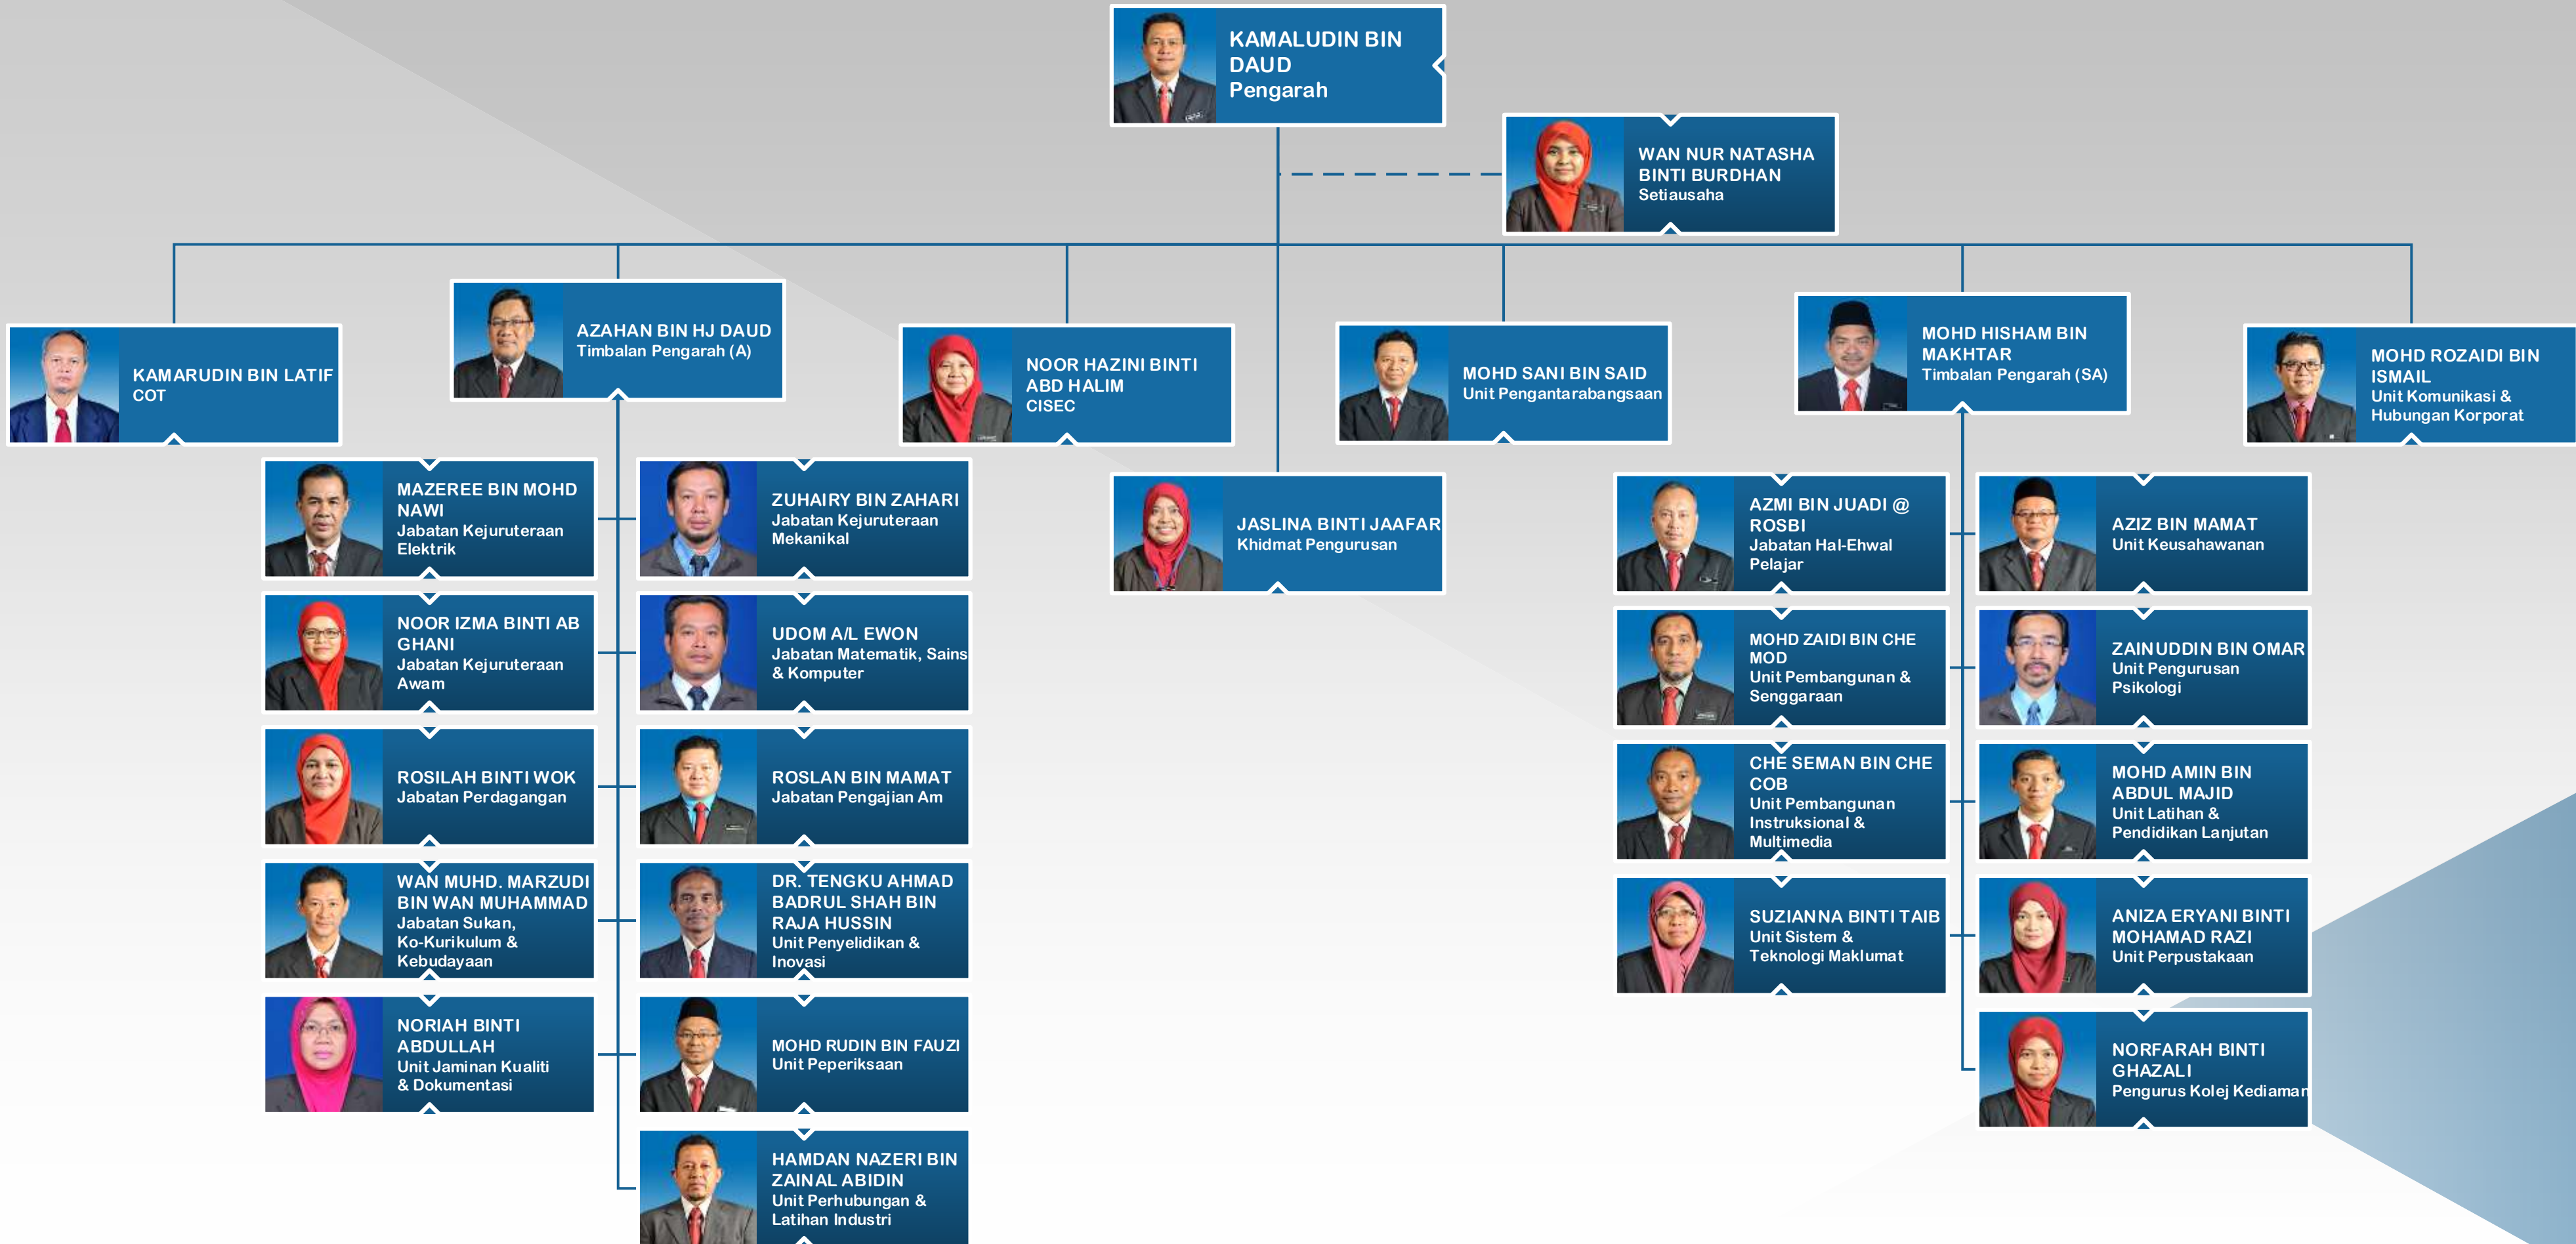 KAMALUDIN BIN
DAUD
Pengarah
WAN NUR NATASHA
BINTI BURDHAN
Setiausaha
KAMARUDIN BIN LATIF
COT
AZAHAN BIN HJ DAUD
Timbalan Pengarah (A)
NOOR HAZINI BINTI
ABD HALIM
CISEC
MOHD SANI BIN SAID
Unit Pengantarabangsaan
MOHD HISHAM BIN
MAKHTAR
Timbalan Pengarah (SA)
MOHD ROZAIDI BIN
ISMAIL
Unit Komunikasi &
Hubungan Korporat
MAZEREE BIN MOHD
NAWI
Jabatan Kejuruteraan
Elektrik
ZUHAIRY BIN ZAHARI
Jabatan Kejuruteraan
Mekanikal
JASLINA BINTI JAAFAR
Khidmat Pengurusan
AZMI BIN JUADI @
ROSBI
Jabatan Hal-Ehwal
Pelajar
AZIZ BIN MAMAT
Unit Keusahawanan
NOOR IZMA BINTI AB
GHANI
Jabatan Kejuruteraan
Awam
UDOM A/L EWON
Jabatan Matematik, Sains
& Komputer
MOHD ZAIDI BIN CHE
MOD
Unit Pembangunan &
Senggaraan
ZAINUDDIN BIN OMAR
Unit Pengurusan
Psikologi
ROSILAH BINTI WOK
Jabatan Perdagangan
ROSLAN BIN MAMAT
Jabatan Pengajian Am
CHE SEMAN BIN CHE
COB
Unit Pembangunan
Instruksional &
Multimedia
MOHD AMIN BIN
ABDUL MAJID
Unit Latihan &
Pendidikan Lanjutan
WAN MUHD. MARZUDI
BIN WAN MUHAMMAD
Jabatan Sukan,
Ko-Kurikulum &
Kebudayaan
DR. TENGKU AHMAD
BADRUL SHAH BIN
RAJA HUSSIN
Unit Penyelidikan &
Inovasi
SUZIANNA BINTI TAIB
Unit Sistem &
Teknologi Maklumat
ANIZA ERYANI BINTI
MOHAMAD RAZI
Unit Perpustakaan
NORIAH BINTI
ABDULLAH
Unit Jaminan Kualiti
& Dokumentasi
MOHD RUDIN BIN FAUZI
Unit Peperiksaan
NORFARAH BINTI
GHAZALI
Pengurus Kolej Kediaman
HAMDAN NAZERI BIN
ZAINAL ABIDIN
Unit Perhubungan &
Latihan Industri